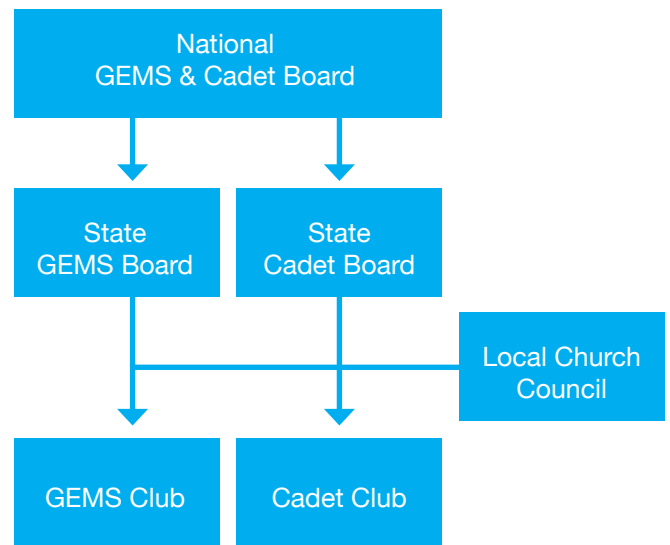 National
GEMS & Cadet Board
State
GEMS Board
State
Cadet Board
Local Church
Council
GEMS Club
Cadet Club